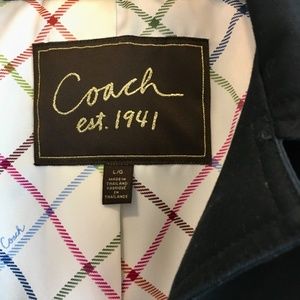 Coach
est. 1941
L/G
MADE IN
THAILAND
FABRIQUÉ EN
THAÏLANDE
Coach